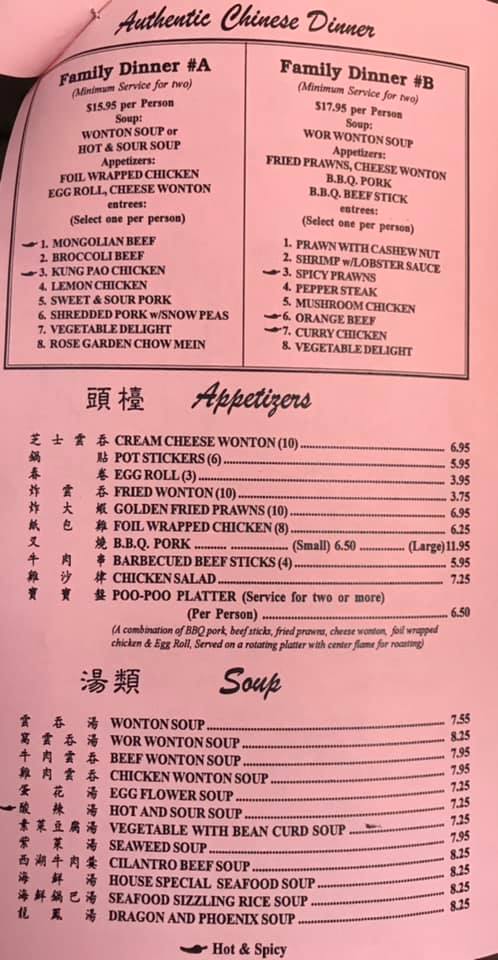 Authentic Chinese Dinner
Family Dinner #A
(Minimum Service for two)
$15.95 per Person
Soup:
WONTON SOUP or
HOT & SOUR SOUP
Appetizers:
FOIL WRAPPED CHICKEN
EGG ROLL, CHEESE WONTON
entrees:
(Select one per person)
1. MONGOLIAN BEEF
2. BROCCOLI BEEF
3. KUNG PAO CHICKEN
4. LEMON CHICKEN
5. SWEET & SOUR PORK
6. SHREDDED PORK w/SNOW PEAS
7. VEGETABLE DELIGHT
8. ROSE GARDEN CHOW MEIN
Family Dinner #B
(Minimum Service for two)
$17.95 per Person
Soup:
WOR WONTON SOUP
Appetizers:
FRIED PRAWNS, CHEESE WONTON
B.B.Q. PORK
B.B.Q. BEEF STICK
entrees:
(Select one per person)
1. PRAWN WITH CASHEW NUT
2. SHRIMP w/LOBSTER SAUCE
3. SPICY PRAWNS
4. PEPPER STEAK
5. MUSHROOM CHICKEN
6. ORANGE BEEF
7. CURRY CHICKEN
8. VEGETABLE DELIGHT
頭檯 Appetizers
芝士雲吞 CREAM CHEESE WONTON (10) 6.95
鍋貼 POT STICKERS (6) 5.95
春卷 EGG ROLL (3) 3.95
炸雲吞 FRIED WONTON (10) 3.75
炸大蝦 GOLDEN FRIED PRAWNS (10) 6.95
紙包雞 FOIL WRAPPED CHICKEN (8) 6.25
叉燒 B.B.Q. PORK (Small) 6.50 (Large) 11.95
牛肉串 BARBECUED BEEF STICKS (4) 5.95
雞沙律 CHICKEN SALAD 7.25
寶寶盤 POO-POO PLATTER (Service for two or more)
(Per Person) 6.50
(A combination of BBQ pork, beef sticks, fried prawns, cheese wonton, foil wrapped
chicken & Egg Roll, Served on a rotating platter with center flame for roasting)
湯類 Soup
雲吞湯 WONTON SOUP 7.55
窩雲吞湯 WOR WONTON SOUP 8.25
牛肉雲吞 BEEF WONTON SOUP 7.95
雞肉雲吞 CHICKEN WONTON SOUP 7.95
蛋花湯 EGG FLOWER SOUP 7.25
酸辣湯 HOT AND SOUR SOUP 7.25
素菜豆腐湯 VEGETABLE WITH BEAN CURD SOUP 7.25
紫菜湯 SEAWEED SOUP 7.95
西湖牛肉羹 CILANTRO BEEF SOUP 8.25
海鮮湯 HOUSE SPECIAL SEAFOOD SOUP 8.25
海鮮鍋巴湯 SEAFOOD SIZZLING RICE SOUP 8.25
龍鳳湯 DRAGON AND PHOENIX SOUP 8.25
Hot & Spicy